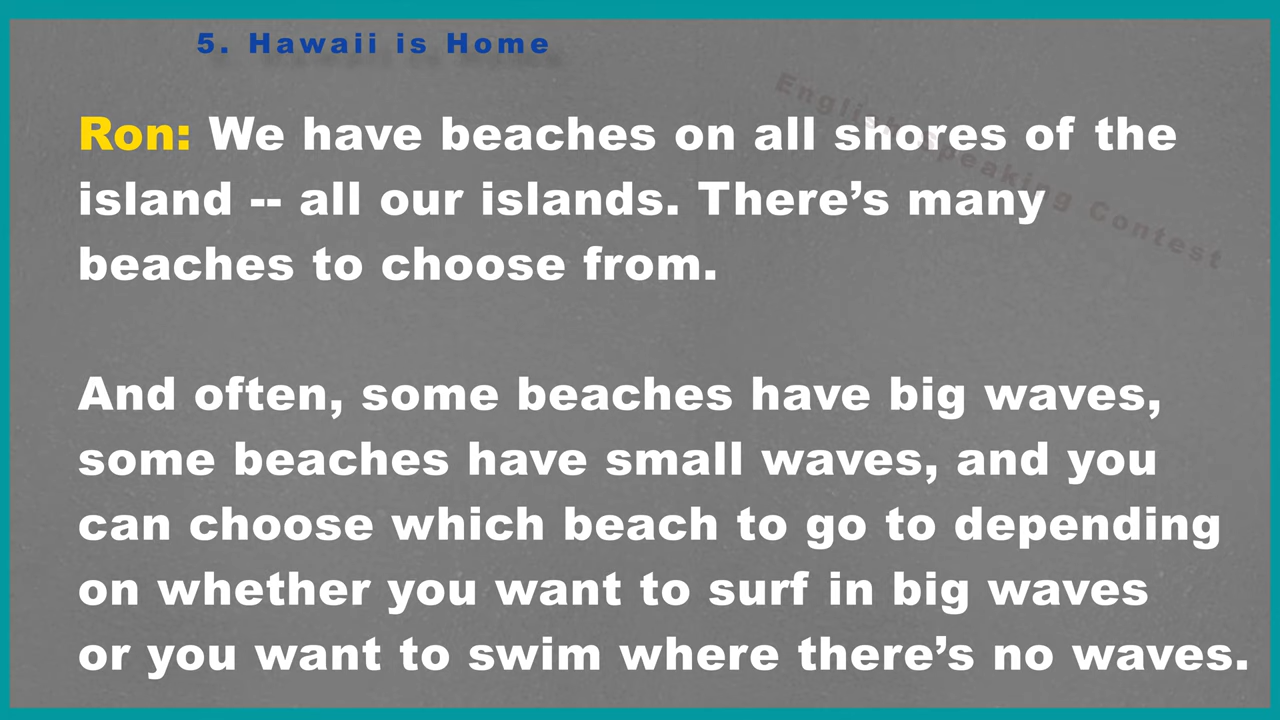 5. Hawaii is Home
English Speaking Contest
Ron: We have beaches on all shores of the
island -- all our islands. There’s many
beaches to choose from.
And often, some beaches have big waves,
some beaches have small waves, and you
can choose which beach to go to depending
on whether you want to surf in big waves
or you want to swim where there’s no waves.